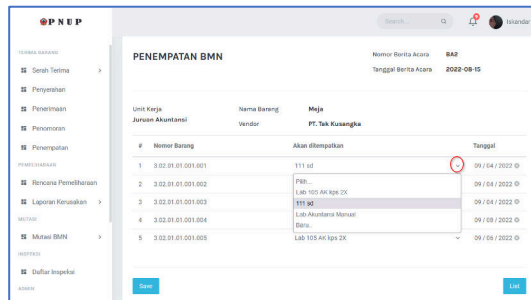 OPNUP
Search...
Iskandar
TERIMA BARANG
Serah Terima
Penyerahan
Penerimaan
Penomoran
Penempatan
PEMELIHARAAN
Rencana Pemeliharaan
Laporan Kerusakan
MUTASI
Mutasi BMN
INSPEKSI
Daftar Inspeksi
ADMIN
PENEMPATAN BMN
Nomor Berita Acara BA2
Tanggal Berita Acara 2022-08-15
Unit Kerja
Jurusn Akuntansi
Nama Barang Meja
Vendor PT. Tak Kusangka
# Nomor Barang Akan ditempatkan Tanggal
1 3.02.01.01.001.001 111 sd 09 / 04 / 2022
2 3.02.01.01.001.002 09 / 04 / 2022
3 3.02.01.01.001.003 09 / 04 / 2022
4 3.02.01.01.001.004 09 / 08 / 2022
5 3.02.01.01.001.005 Lab 105 AK kps 2X 09 / 06 / 2022
Pilih...
Lab 105 AK kps 2X
111 sd
Lab Akuntansi Manual
Baru..
Save
List